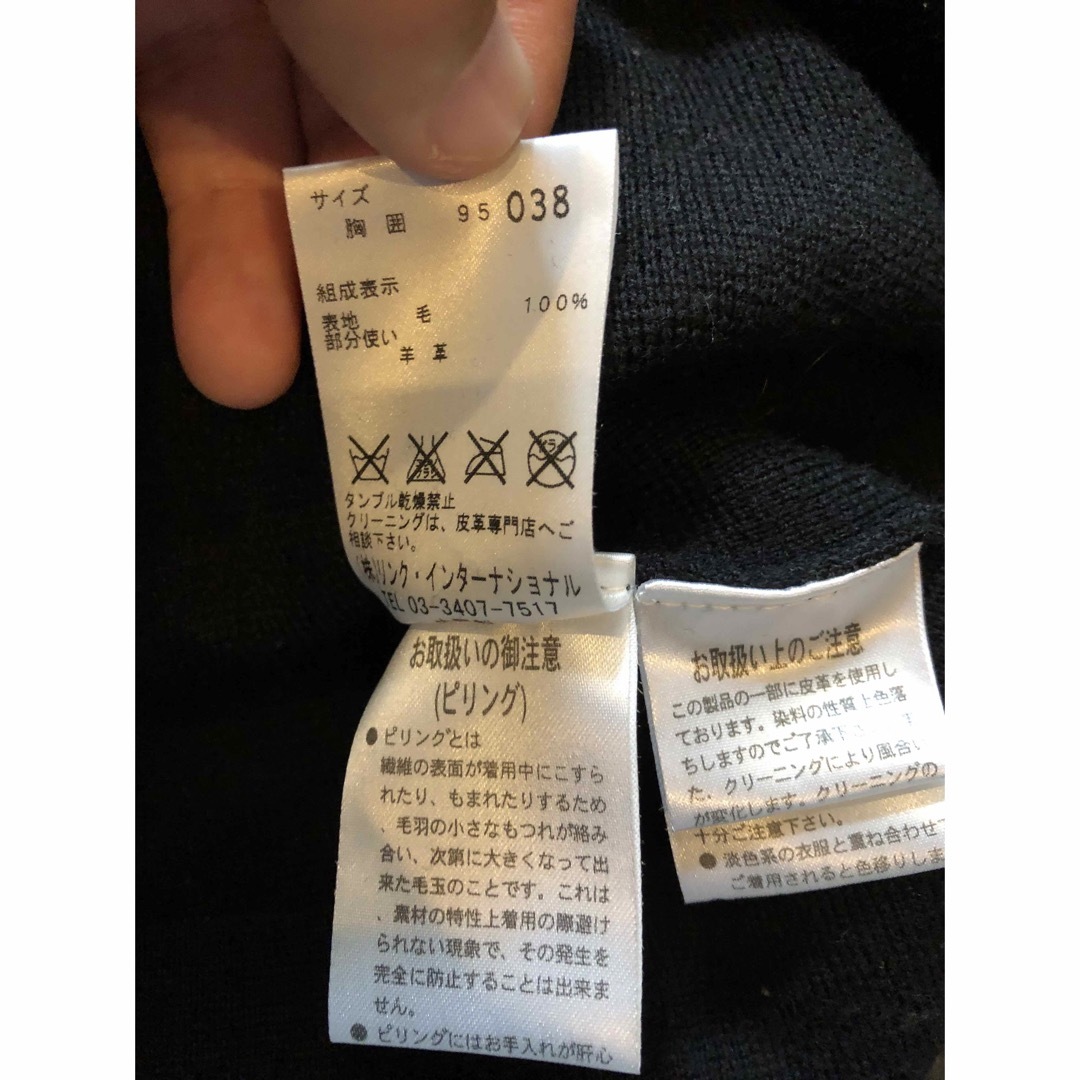 サイズ
胸 囲 95 038
組成表示
表地 毛 100%
部分使い
羊 革
タンブル乾燥禁止
クリーニングは、皮革専門店へご
相談下さい。
(株)リンク・インターナショナル
TEL 03-3407-7517
お取扱いの御注意
(ピリング)
●ピリングとは
繊維の表面が着用中にこすら
れたり、もまれたりするため
、毛羽の小さなもつれが絡み
合い、次第に大きくなって出
来た毛玉のことです。これは
、素材の特性上着用の際避け
られない現象で、その発生を
完全に防止することは出来ま
せん。
●ピリングにはお手入れが肝心
お取扱い上のご注意
この製品の一部に皮革を使用し
ております。染料の性質上色落
ちしますのでご了承下
た、クリーニングにより風合い
が変化します。クリーニングの
十分ご注意下さい。
●淡色系の衣服と重ね合わせて
ご着用されると色移りしま